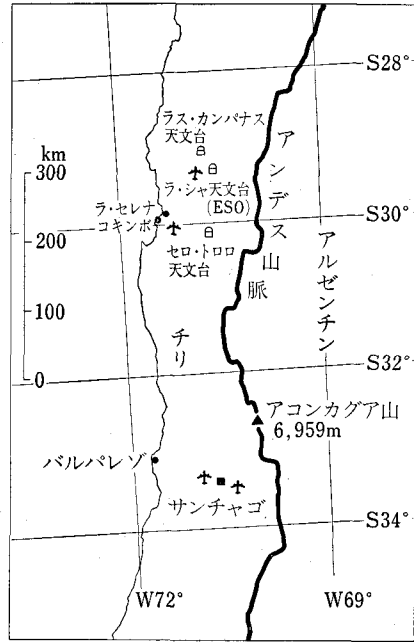 S28°
ラス・カンパナス
天文台
km
300
ラ・シヤ天文台
(ESO)
ラ・セレナ
コキンボ
S30°
200
セロ・トロロ
天文台
アンデス山脈
アルゼンチン
100
チリ
0
S32°
アコンカグア山
6,959m
バルパレゾ
サンチャゴ
S34°
W72°
W69°